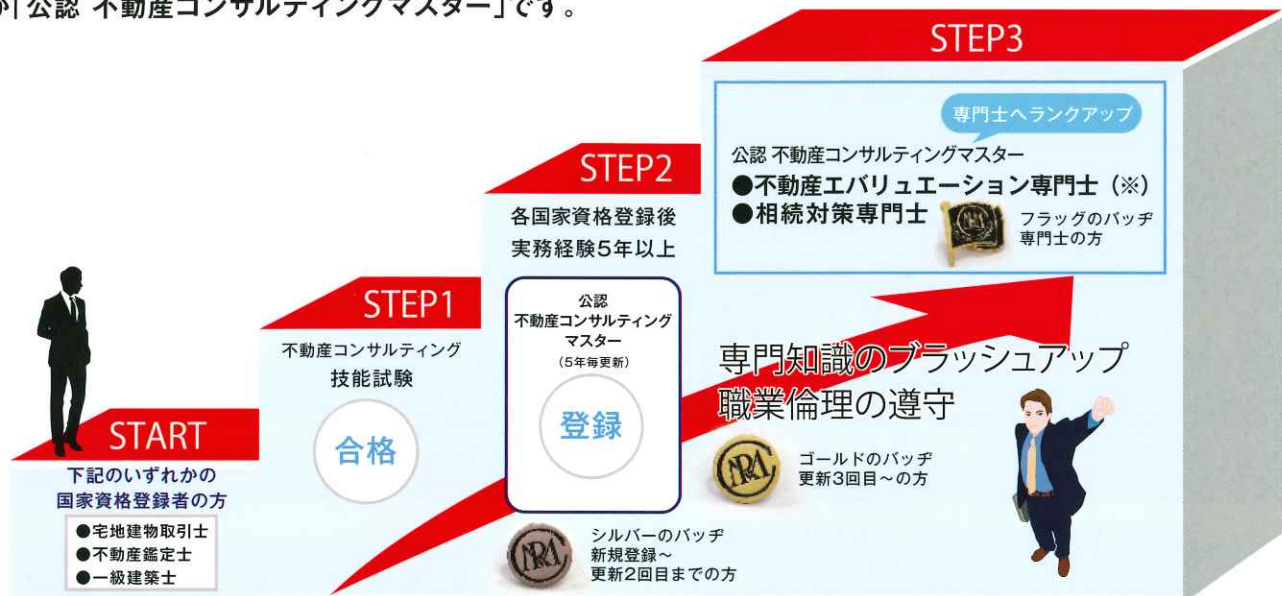 「公認 不動産コンサルティングマスター」です。
START
下記のいずれかの
国家資格登録者の方
●宅地建物取引士
●不動産鑑定士
●一級建築士
STEP1
不動産コンサルティング
技能試験
合格
STEP2
各国家資格登録後
実務経験5年以上
公認
不動産コンサルティング
マスター
(5年毎更新)
登録
シルバーのバッヂ
新規登録～
更新2回目までの方
STEP3
専門士へランクアップ
公認 不動産コンサルティングマスター
●不動産エバリュエーション専門士（※）
●相続対策専門士
フラッグのバッヂ
専門士の方
専門知識のブラッシュアップ
職業倫理の遵守
ゴールドのバッヂ
更新3回目～の方